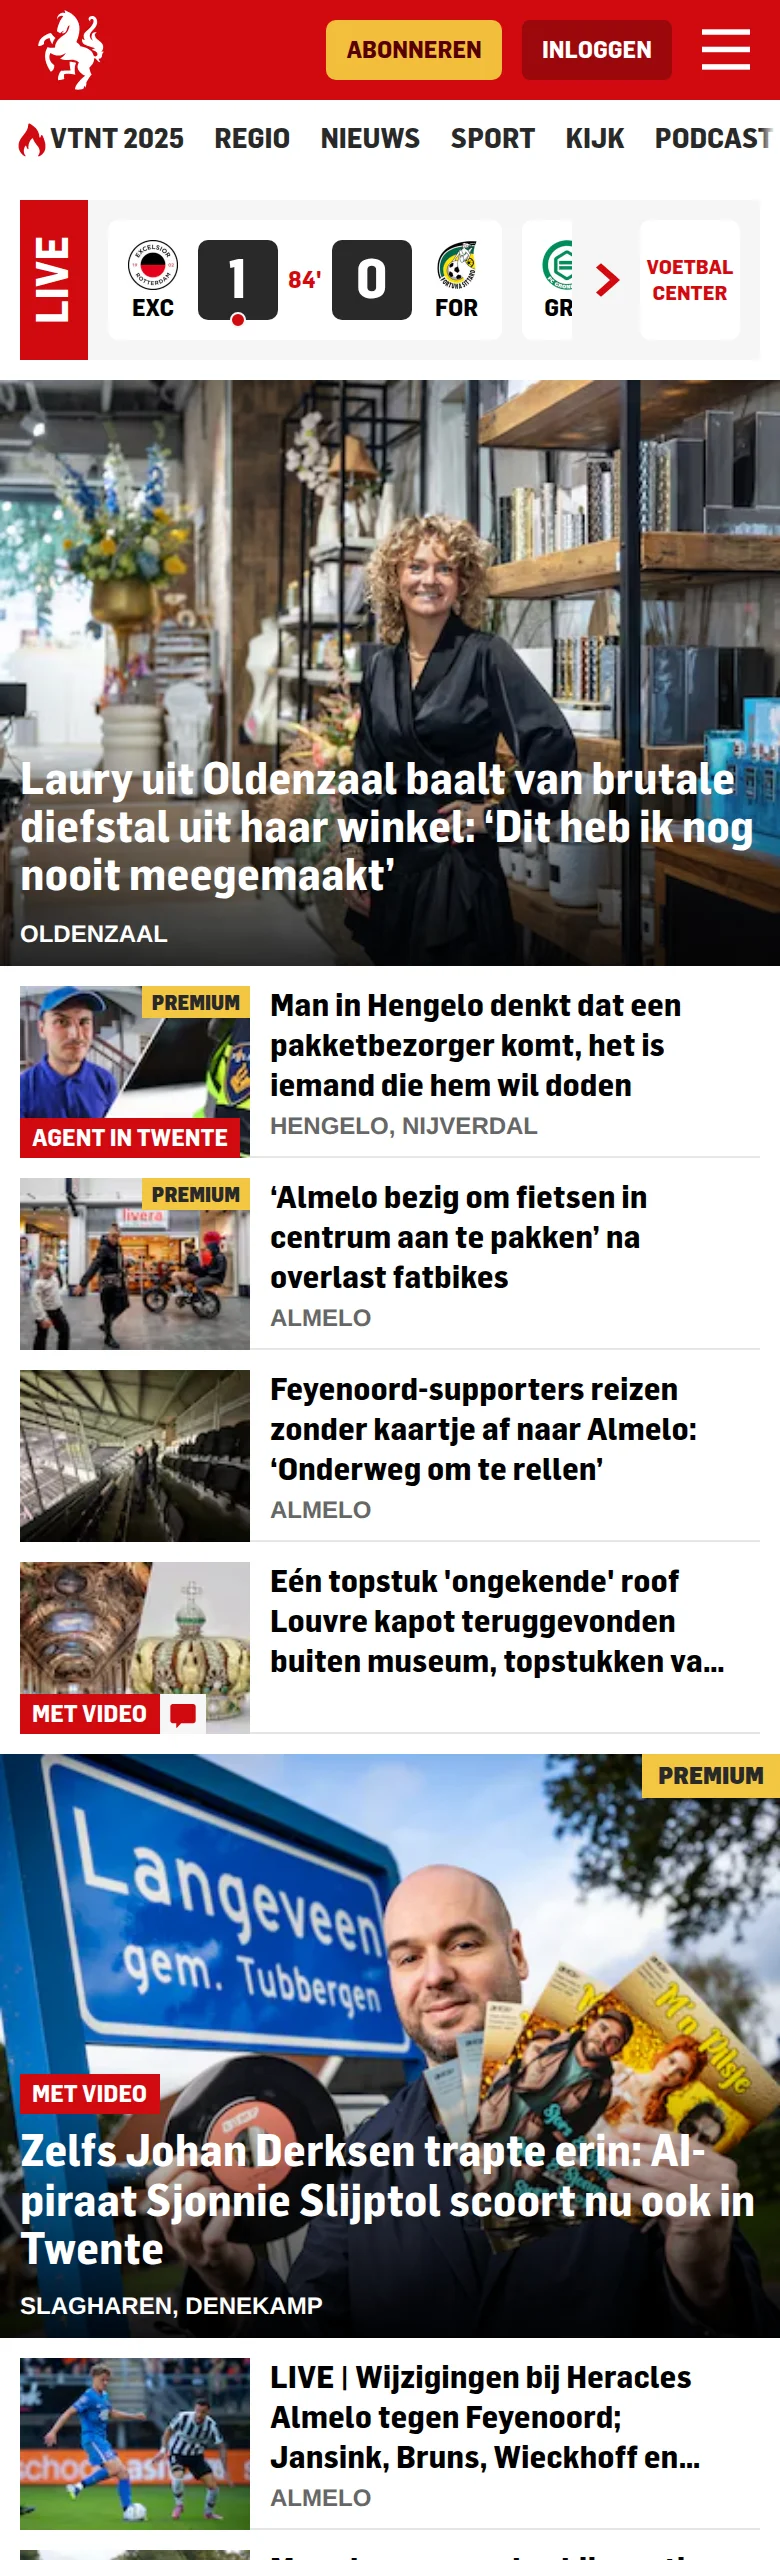 ABONNEREN
INLOGGEN
VTNT 2025 REGIO NIEUWS SPORT KIJK PODCAST
LIVE
EXCELSIOR
ROTTERDAM
EXC
1
84'
0
FORTUNA SITTARD
FOR
GR
VOETBAL
CENTER
Laury uit Oldenzaal baalt van brutale
diefstal uit haar winkel: ‘Dit heb ik nog
nooit meegemaakt’
OLDENZAAL
PREMIUM
AGENT IN TWENTE
Man in Hengelo denkt dat een
pakketbezorger komt, het is
iemand die hem wil doden
HENGELO, NIJVERDAL
PREMIUM
livera
‘Almelo bezig om fietsen in
centrum aan te pakken’ na
overlast fatbikes
ALMELO
Feyenoord-supporters reizen
zonder kaartje af naar Almelo:
‘Onderweg om te rellen’
ALMELO
MET VIDEO
Eén topstuk 'ongekende' roof
Louvre kapot teruggevonden
buiten museum, topstukken va...
PREMIUM
Langeveen
gem. Tubbergen
M'n Pilsje
MET VIDEO
Zelfs Johan Derksen trapte erin: AI-
piraat Sjonnie Slijptol scoort nu ook in
Twente
SLAGHAREN, DENEKAMP
LIVE | Wijzigingen bij Heracles
Almelo tegen Feyenoord;
Jansink, Bruns, Wieckhoff en...
ALMELO